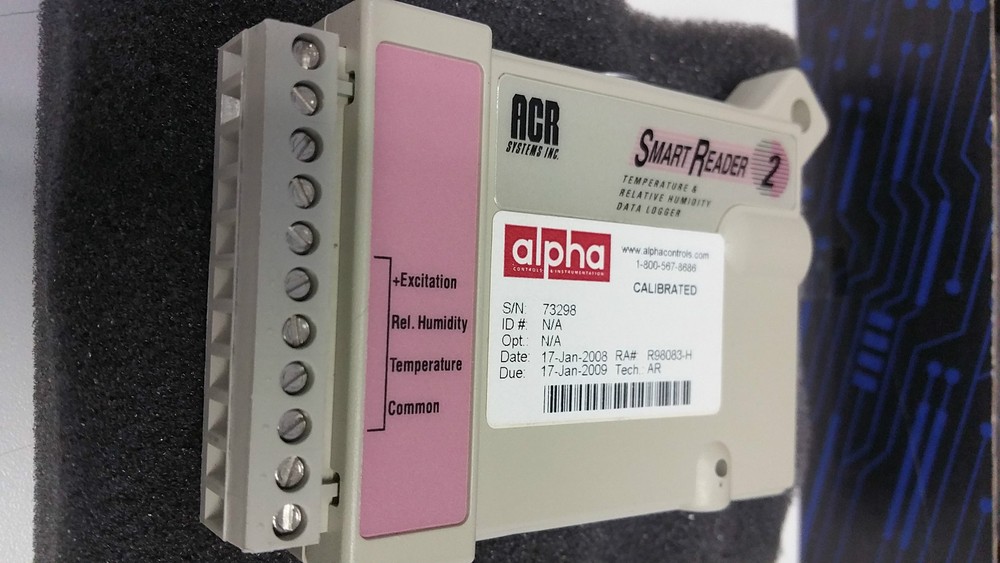 ACR
SYSTEMS INC.
SMART READER 2
TEMPERATURE &
RELATIVE HUMIDITY
DATA LOGGER
alpha
CONTROLS & INSTRUMENTATION
www.alphacontrols.com
1-800-567-8686
CALIBRATED
S/N: 73298
ID #: N/A
Opt.: N/A
Date: 17-Jan-2008 RA# R98083-H
Due: 17-Jan-2009 Tech.: AR
+Excitation
Rel. Humidity
Temperature
Common